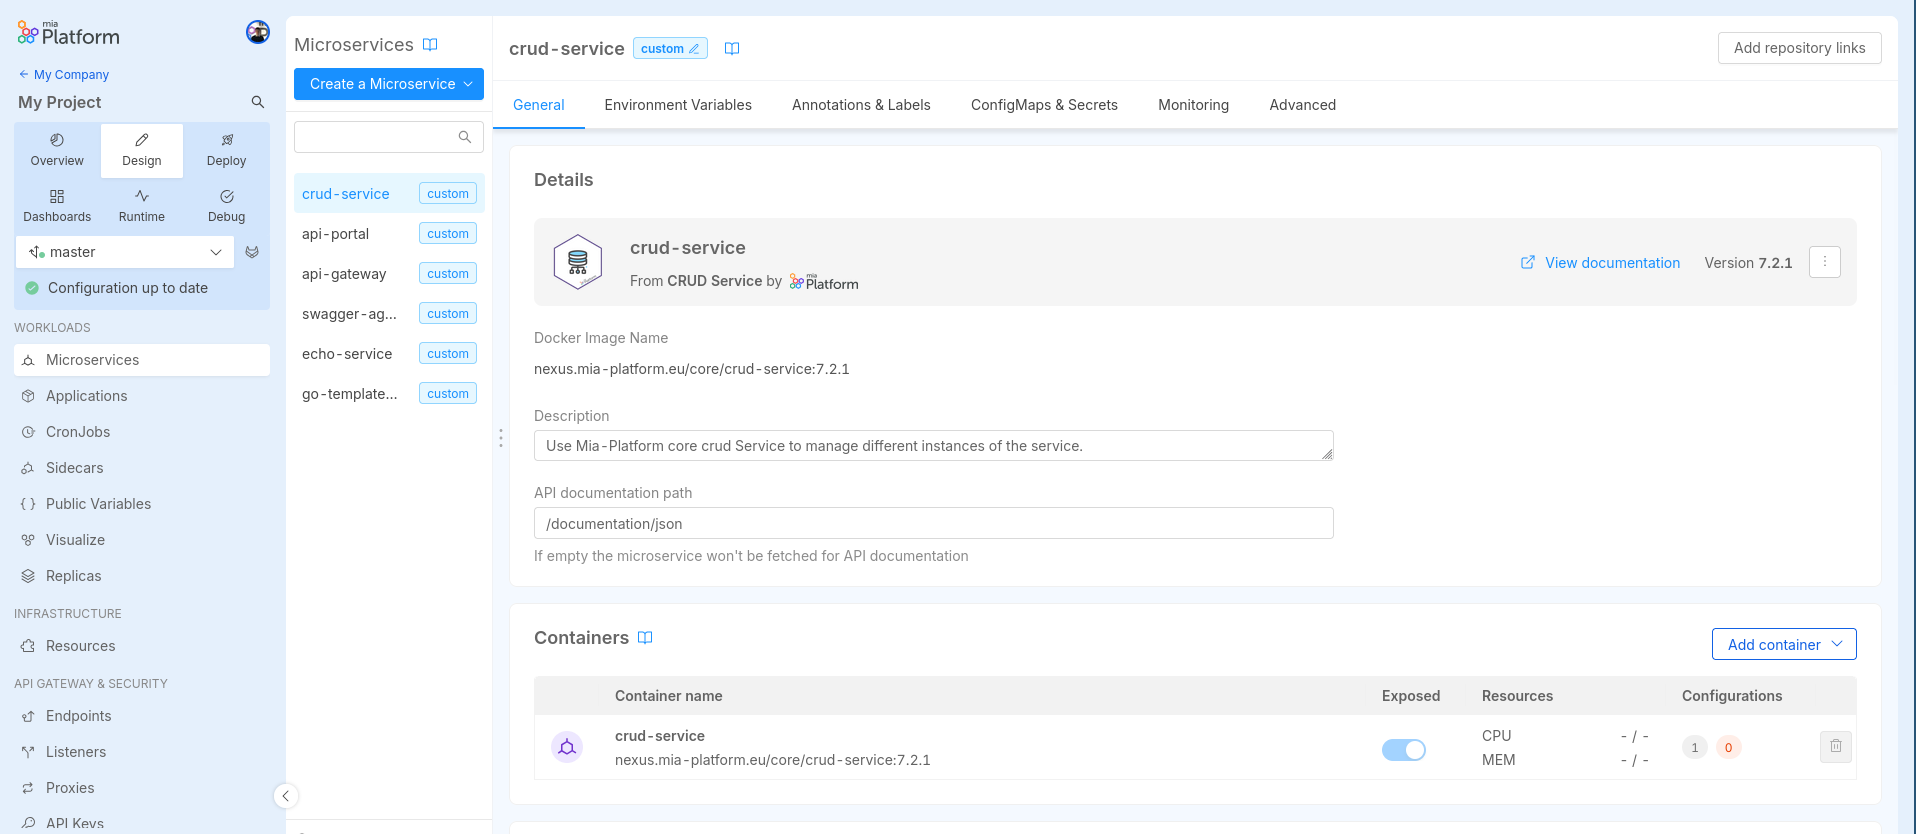 mia
Platform
My Company
My Project
Overview
Design
Deploy
Dashboards
Runtime
Debug
master
Configuration up to date
WORKLOADS
Microservices
Applications
CronJobs
Sidecars
Public Variables
Visualize
Replicas
INFRASTRUCTURE
Resources
API GATEWAY & SECURITY
Endpoints
Listeners
Proxies
API Keys
Microservices
Create a Microservice
crud-service custom
api-portal custom
api-gateway custom
swagger-ag... custom
echo-service custom
go-template... custom
crud-service custom
Add repository links
General Environment Variables Annotations & Labels ConfigMaps & Secrets Monitoring Advanced
Details
crud-service
From CRUD Service by mia Platform
View documentation Version 7.2.1
Docker Image Name
nexus.mia-platform.eu/core/crud-service:7.2.1
Description
Use Mia-Platform core crud Service to manage different instances of the service.
API documentation path
/documentation/json
If empty the microservice won't be fetched for API documentation
Containers
Add container
Container name Exposed Resources Configurations
crud-service CPU - / -
nexus.mia-platform.eu/core/crud-service:7.2.1 MEM - / -
1 0